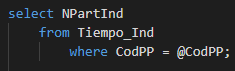 select NPartInd
from Tiempo_Ind
where CodPP = @CodPP;